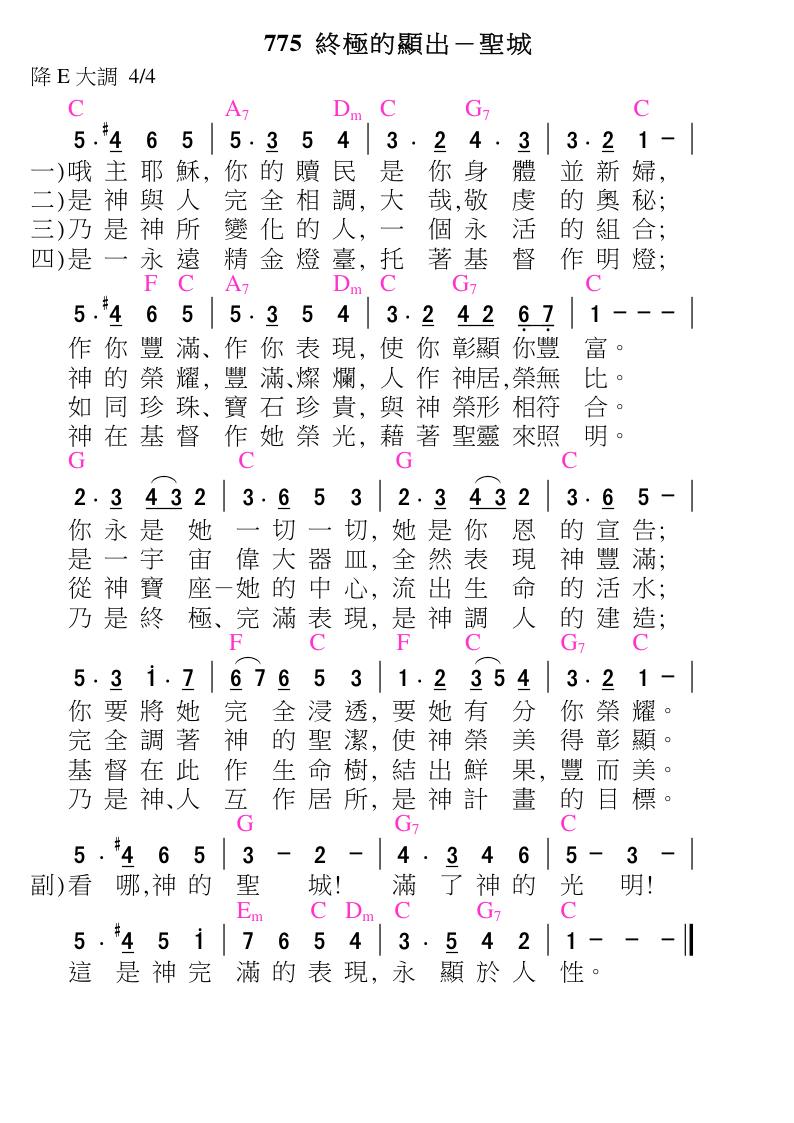 775 終極的顯出－聖城
降 E 大調 4/4
C A7 Dm C G7 C
5 . #4 6 5 | 5 . 3 5 4 | 3 . 2 4 . 3 | 3 . 2 1 － |
一)哦主耶穌, 你的贖民 是你身體並新婦,
二)是神與人 完全相調, 大哉,敬虔的奧秘;
三)乃是神所 變化的人, 一個永活的組合;
四)是一永遠 精金燈臺, 托著基督作明燈;
F C A7 Dm C G7 C
5 . #4 6 5 | 5 . 3 5 4 | 3 . 2 4 2 6 7 | 1 － － － |
作你豐滿、作你表現, 使你彰顯你豐富。
神的榮耀, 豐滿、燦爛, 人作神居,榮無比。
如同珍珠、寶石珍貴, 與神榮形相符合。
神在基督 作她榮光, 藉著聖靈來照明。
G C G C
2 . 3 4 3 2 | 3 . 6 5 3 | 2 . 3 4 3 2 | 3 . 6 5 － |
你永是她 一切一切, 她是你恩的宣告;
是一宇宙 偉大器皿, 全然表現神豐滿;
從神寶座－她的中心, 流出生命的活水;
乃是終極、完滿表現, 是神調人的建造;
F C F C G7 C
5 . 3 1 . 7 | 6 7 6 5 3 | 1 . 2 3 5 4 | 3 . 2 1 － |
你要將她 完全浸透, 要她有分你榮耀。
完全調著 神的聖潔, 使神榮美得彰顯。
基督在此 作生命樹, 結出鮮果, 豐而美。
乃是神、人 互作居所, 是神計畫的目標。
G G7 C
5 . #4 6 5 | 3 － 2 － | 4 . 3 4 6 | 5 － 3 － |
副)看哪,神的聖城! 滿了神的光明!
Em C Dm C G7 C
5 . #4 5 1 | 7 6 5 4 | 3 . 5 4 2 | 1 － － － ‖
這是神完滿的表現, 永顯於人性。